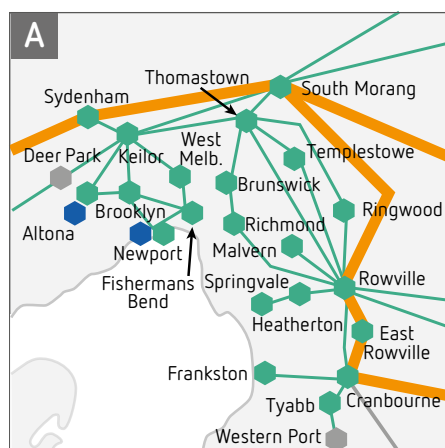 A
Thomastown
South Morang
Sydenham
Deer Park
Keilor
West
Melb.
Templestowe
Brunswick
Ringwood
Brooklyn
Altona
Richmond
Newport
Malvern
Fishermans
Bend
Springvale
Rowville
Heatherton
East
Rowville
Frankston
Cranbourne
Tyabb
Western Port